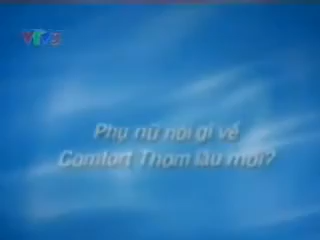 VTV3
Phụ nữ nói gì về
Comfort Thơm lâu mới?